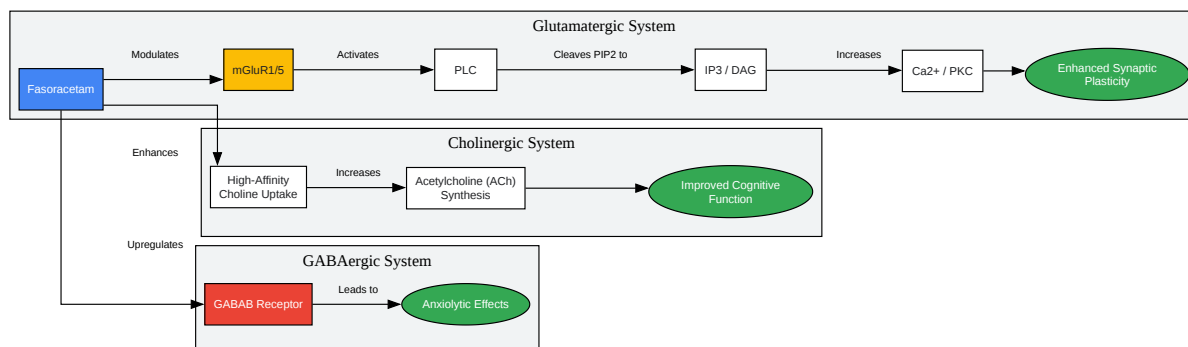 Glutamatergic System
Modulates
Activates
Cleaves PIP2 to
Increases
Fasoracetam
mGluR1/5
PLC
IP3 / DAG
Ca2+ / PKC
Enhanced Synaptic
Plasticity
Cholinergic System
Enhances
High-Affinity
Choline Uptake
Increases
Acetylcholine (ACh)
Synthesis
Improved Cognitive
Function
Upregulates
GABAergic System
GABAB Receptor
Leads to
Anxiolytic Effects